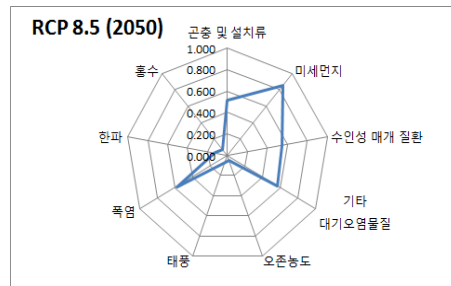 RCP 8.5 (2050)
곤충 및 설치류
1.000
0.800
0.600
0.400
0.200
0.000
미세먼지
수인성 매개 질환
기타
대기오염물질
오존농도
태풍
폭염
한파
홍수